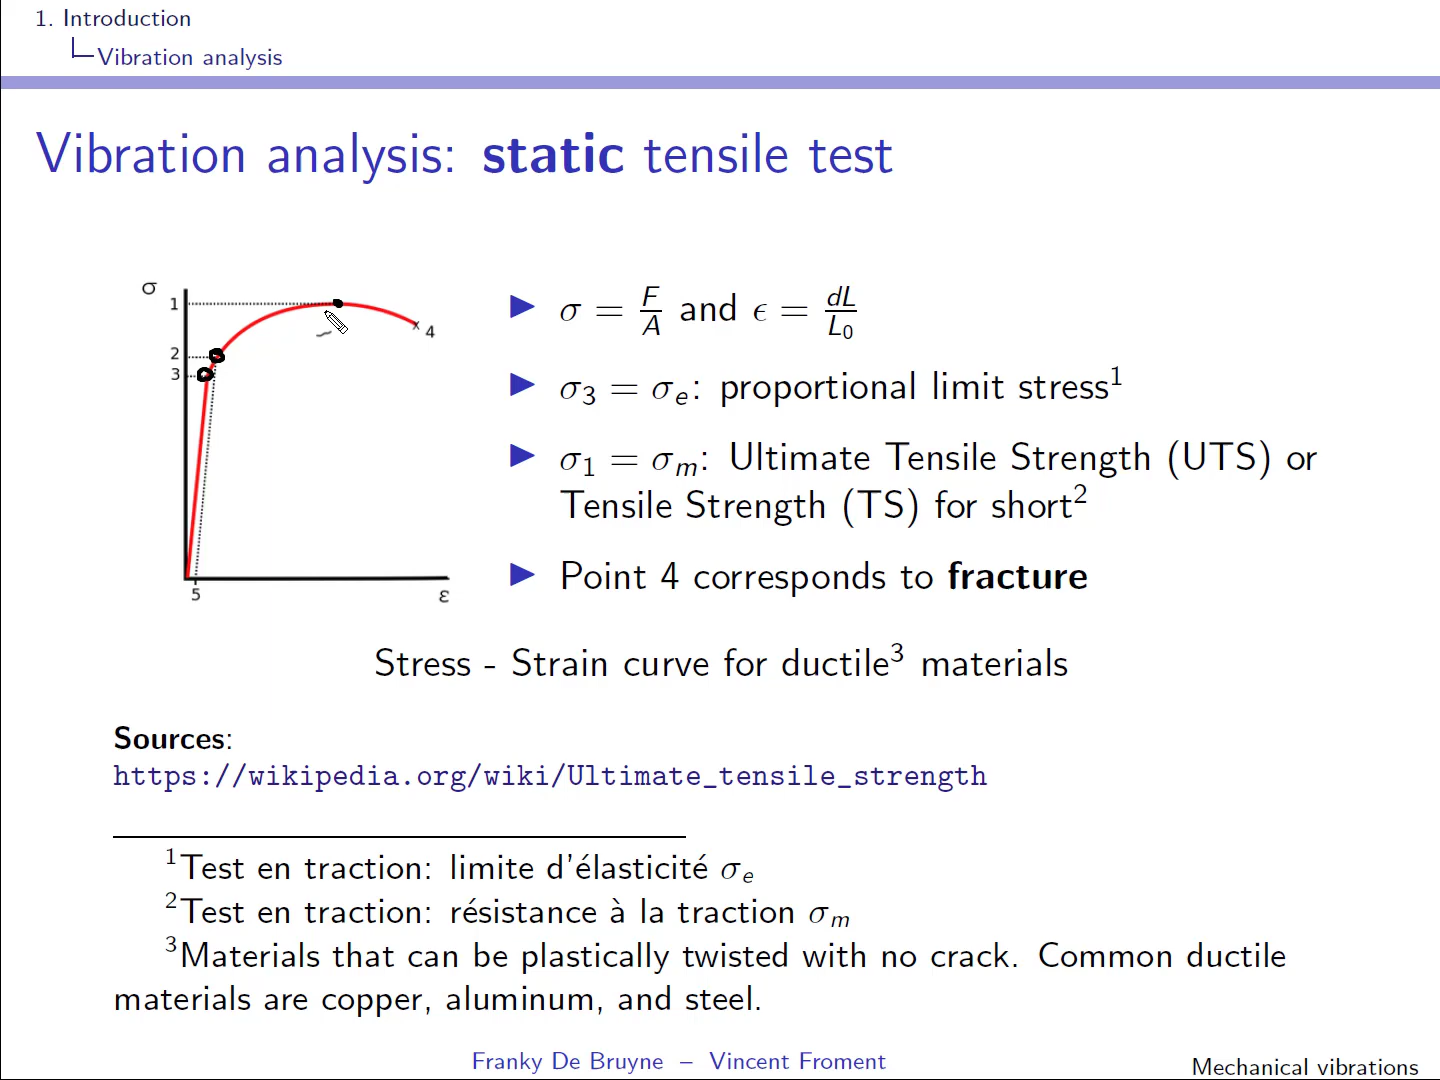 1. Introduction
Vibration analysis
Vibration analysis: static tensile test
σ
1
2
3
4
5
ε
σ = F/A and ϵ = dL/L₀
σ₃ = σₑ: proportional limit stress¹
σ₁ = σₘ: Ultimate Tensile Strength (UTS) or
Tensile Strength (TS) for short²
Point 4 corresponds to fracture
Stress - Strain curve for ductile³ materials
Sources:
https://wikipedia.org/wiki/Ultimate_tensile_strength
¹Test en traction: limite d'élasticité σₑ
²Test en traction: résistance à la traction σₘ
³Materials that can be plastically twisted with no crack. Common ductile
materials are copper, aluminum, and steel.
Franky De Bruyne – Vincent Froment
Mechanical vibrations